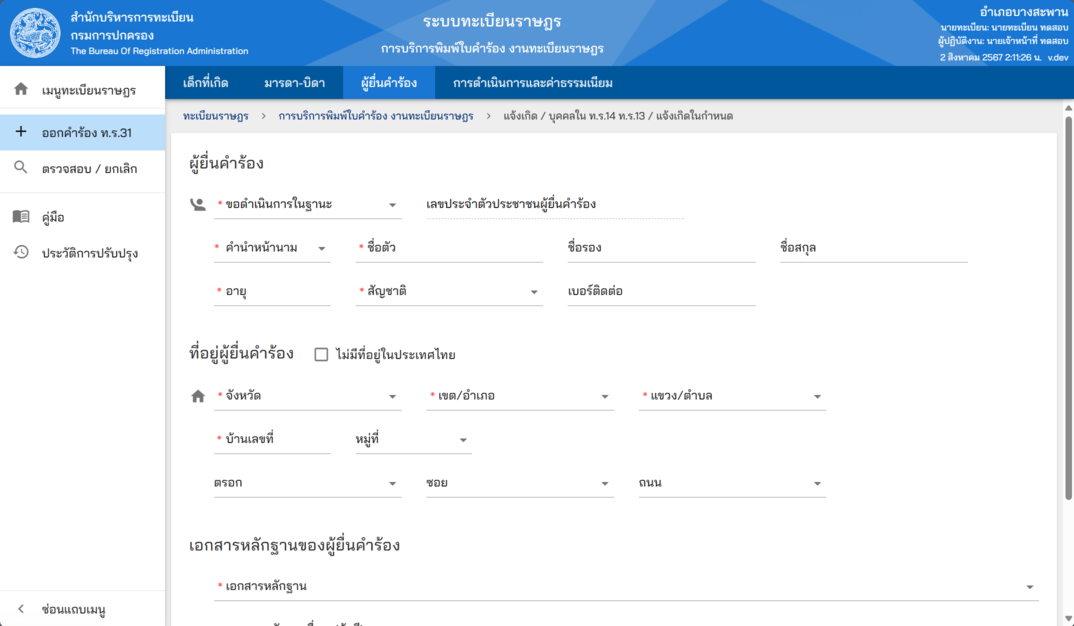 สำนักบริหารการทะเบียน
กรมการปกครอง
The Bureau Of Registration Administration
ระบบทะเบียนราษฎร
การบริการพิมพ์ใบคำร้อง งานทะเบียนราษฎร
อำเภอบางสะพาน
นายทะเบียน: นายทะเบียน ทดสอบ
ผู้ปฏิบัติงาน: นายเจ้าหน้าที่ ทดสอบ
2 สิงหาคม 2567 2:11:26 น. v.dev
เมนูทะเบียนราษฎร
ออกคำร้อง ท.ร.31
ตรวจสอบ / ยกเลิก
คู่มือ
ประวัติการปรับปรุง
ซ่อนแถบเมนู
เด็กที่เกิด มารดา-บิดา ผู้ยื่นคำร้อง การดำเนินการและค่าธรรมเนียม
ทะเบียนราษฎร > การบริการพิมพ์ใบคำร้อง งานทะเบียนราษฎร > แจ้งเกิด / บุคคลใน ท.ร.14 ท.ร.13 / แจ้งเกิดในกำหนด
ผู้ยื่นคำร้อง
* ขอดำเนินการในฐานะ เลขประจำตัวประชาชนผู้ยื่นคำร้อง
* คำนำหน้านาม * ชื่อตัว ชื่อรอง ชื่อสกุล
* อายุ * สัญชาติ เบอร์ติดต่อ
ที่อยู่ผู้ยื่นคำร้อง ไม่มีที่อยู่ในประเทศไทย
* จังหวัด * เขต/อำเภอ * แขวง/ตำบล
* บ้านเลขที่ หมู่ที่
ตรอก ซอย ถนน
เอกสารหลักฐานของผู้ยื่นคำร้อง
* เอกสารหลักฐาน